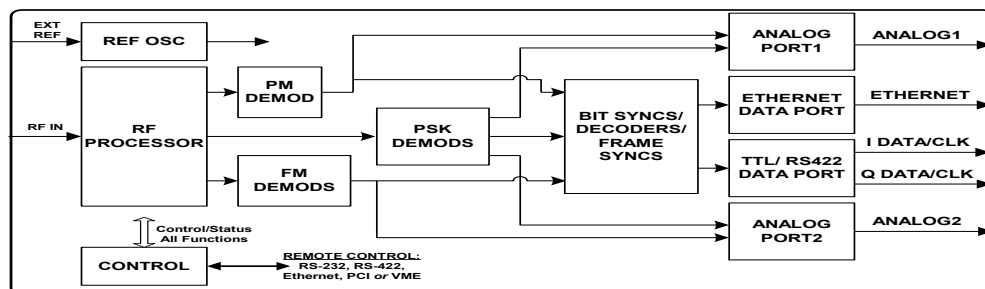 EXT
REF
REF OSC
RF IN
RF
PROCESSOR
PM
DEMOD
PSK
DEMODS
FM
DEMODS
BIT SYNCS/
DECODERS/
FRAME
SYNCS
ANALOG
PORT1
ANALOG1
ETHERNET
DATA PORT
ETHERNET
TTL/ RS422
DATA PORT
I DATA/CLK
Q DATA/CLK
ANALOG
PORT2
ANALOG2
Control/Status
All Functions
CONTROL
REMOTE CONTROL:
RS-232, RS-422,
Ethernet, PCI or VME